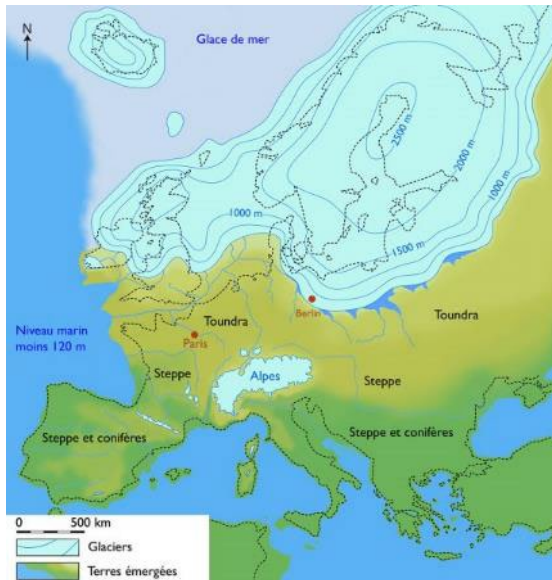 N
Glace de mer
2500 m
2000 m
1000 m
1000 m
1500 m
Berlin
Toundra
Toundra
Niveau marin
moins 120 m
Paris
Steppe
Alpes
Steppe
Steppe et conifères
Steppe et conifères
0 500 km
Glaciers
Terres émergées